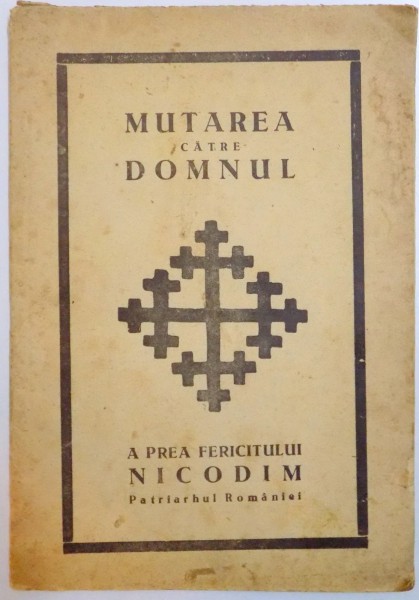 MUTAREA
CĂTRE
DOMNUL
A PREA FERICITULUI
NICODIM
Patriarhul României